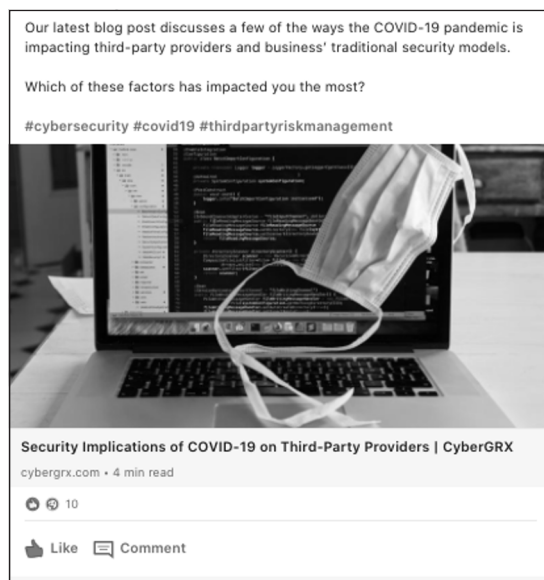 Our latest blog post discusses a few of the ways the COVID-19 pandemic is
impacting third-party providers and business' traditional security models.
Which of these factors has impacted you the most?
#cybersecurity #covid19 #thirdpartyriskmanagement
Security Implications of COVID-19 on Third-Party Providers | CyberGRX
cybergrx.com • 4 min read
10
Like Comment